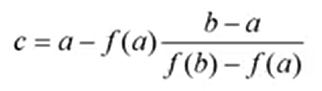 c = a − f(a) (b − a) / (f(b) − f(a))